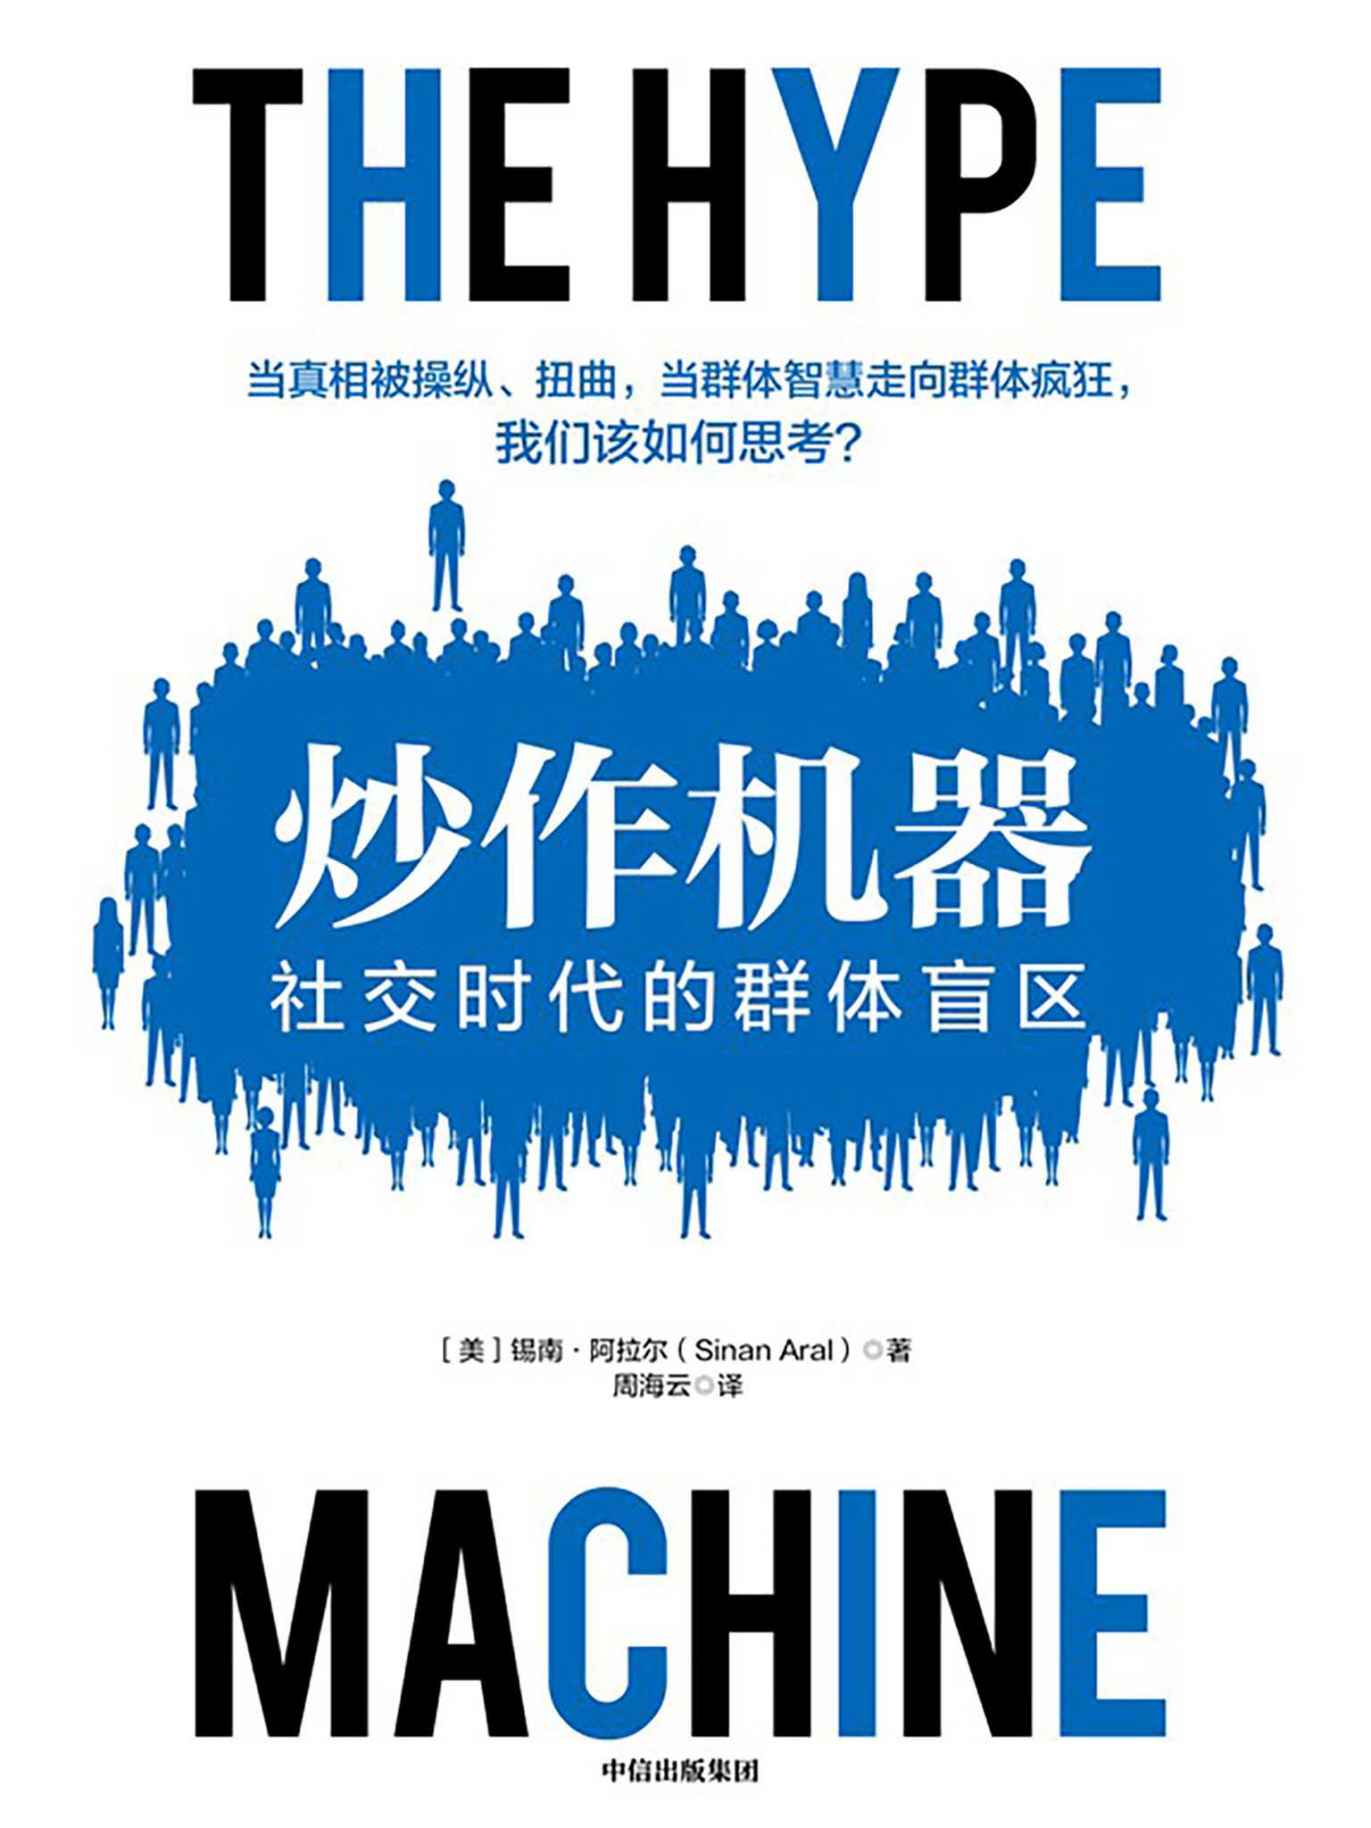 THE HYPE
当真相被操纵、扭曲，当群体智慧走向群体疯狂，
我们该如何思考？
炒作机器
社交时代的群体盲区
［美］锡南·阿拉尔（Sinan Aral）◎著
周海云◎译
MACHINE
中信出版集团